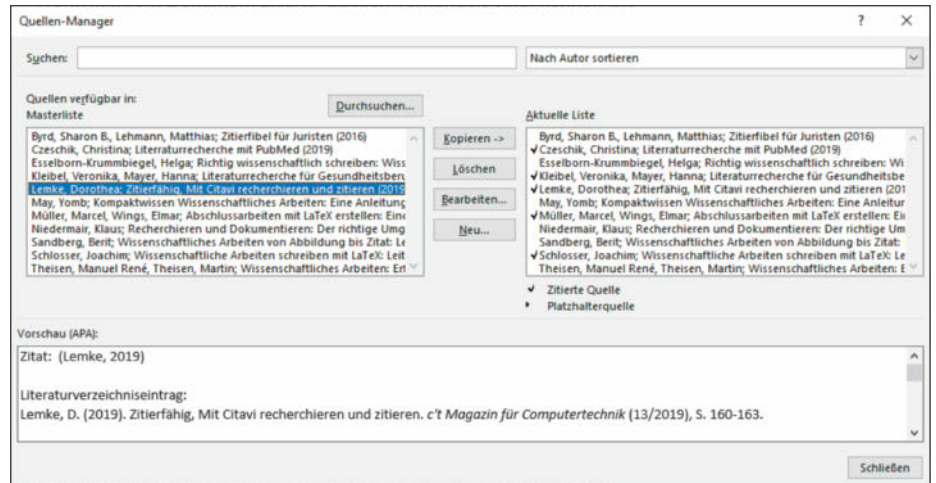 Quellen-Manager ? ×
Suchen:
Nach Autor sortieren
Quellen verfügbar in:
Masterliste
Durchsuchen...
Byrd, Sharon B., Lehmann, Matthias; Zitierfibel für Juristen (2016)
Czeschik, Christina; Literraturrecherche mit PubMed (2019)
Esselborn-Krummbiegel, Helga; Richtig wissenschaftlich schreiben: Wiss
Kleibel, Veronika, Mayer, Hanna; Literaturrecherche für Gesundheitsberu
Lemke, Dorothea; Zitierfähig, Mit Citavi recherchieren und zitieren (2019
May, Yomb; Kompaktwissen Wissenschaftliches Arbeiten: Eine Anleitung
Müller, Marcel, Wings, Elmar; Abschlussarbeiten mit LaTeX erstellen: Eine
Niedermair, Klaus; Recherchieren und Dokumentieren: Der richtige Umg
Sandberg, Berit; Wissenschaftliches Arbeiten von Abbildung bis Zitat: Le
Schlosser, Joachim; Wissenschaftliche Arbeiten schreiben mit LaTeX: Leit
Theisen, Manuel René, Theisen, Martin; Wissenschaftliches Arbeiten: Erf
Kopieren ->
Löschen
Bearbeiten...
Neu...
Aktuelle Liste
Byrd, Sharon B., Lehmann, Matthias; Zitierfibel für Juristen (2016)
✓Czeschik, Christina; Literraturrecherche mit PubMed (2019)
Esselborn-Krummbiegel, Helga; Richtig wissenschaftlich schreiben: Wi
✓Kleibel, Veronika, Mayer, Hanna; Literaturrecherche für Gesundheitsbe
✓Lemke, Dorothea; Zitierfähig, Mit Citavi recherchieren und zitieren (201
May, Yomb; Kompaktwissen Wissenschaftliches Arbeiten: Eine Anleitur
✓Müller, Marcel, Wings, Elmar; Abschlussarbeiten mit LaTeX erstellen: Ei
Niedermair, Klaus; Recherchieren und Dokumentieren: Der richtige Um
Sandberg, Berit; Wissenschaftliches Arbeiten von Abbildung bis Zitat:
✓Schlosser, Joachim; Wissenschaftliche Arbeiten schreiben mit LaTeX: Le
Theisen, Manuel René, Theisen, Martin; Wissenschaftliches Arbeiten: E
✓ Zitierte Quelle
Platzhalterquelle
Vorschau (APA):
Zitat: (Lemke, 2019)
Literaturverzeichniseintrag:
Lemke, D. (2019). Zitierfähig, Mit Citavi recherchieren und zitieren. c't Magazin für Computertechnik (13/2019), S. 160-163.
Schließen